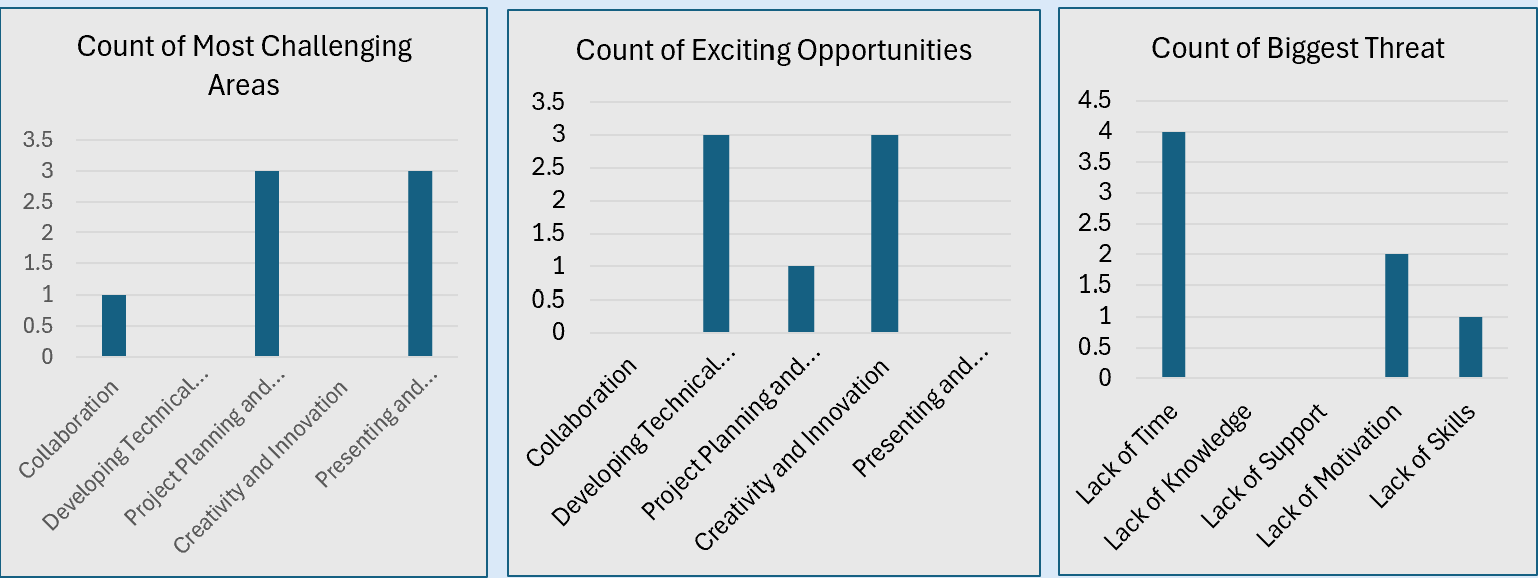 Count of Most Challenging
Areas
3.5
3
2.5
2
1.5
1
0.5
0
Collaboration
Developing Technical...
Project Planning and...
Creativity and Innovation
Presenting and...
Count of Exciting Opportunities
3.5
3
2.5
2
1.5
1
0.5
0
Collaboration
Developing Technical...
Project Planning and...
Creativity and Innovation
Presenting and...
Count of Biggest Threat
4.5
4
3.5
3
2.5
2
1.5
1
0.5
0
Lack of Time
Lack of Knowledge
Lack of Support
Lack of Motivation
Lack of Skills